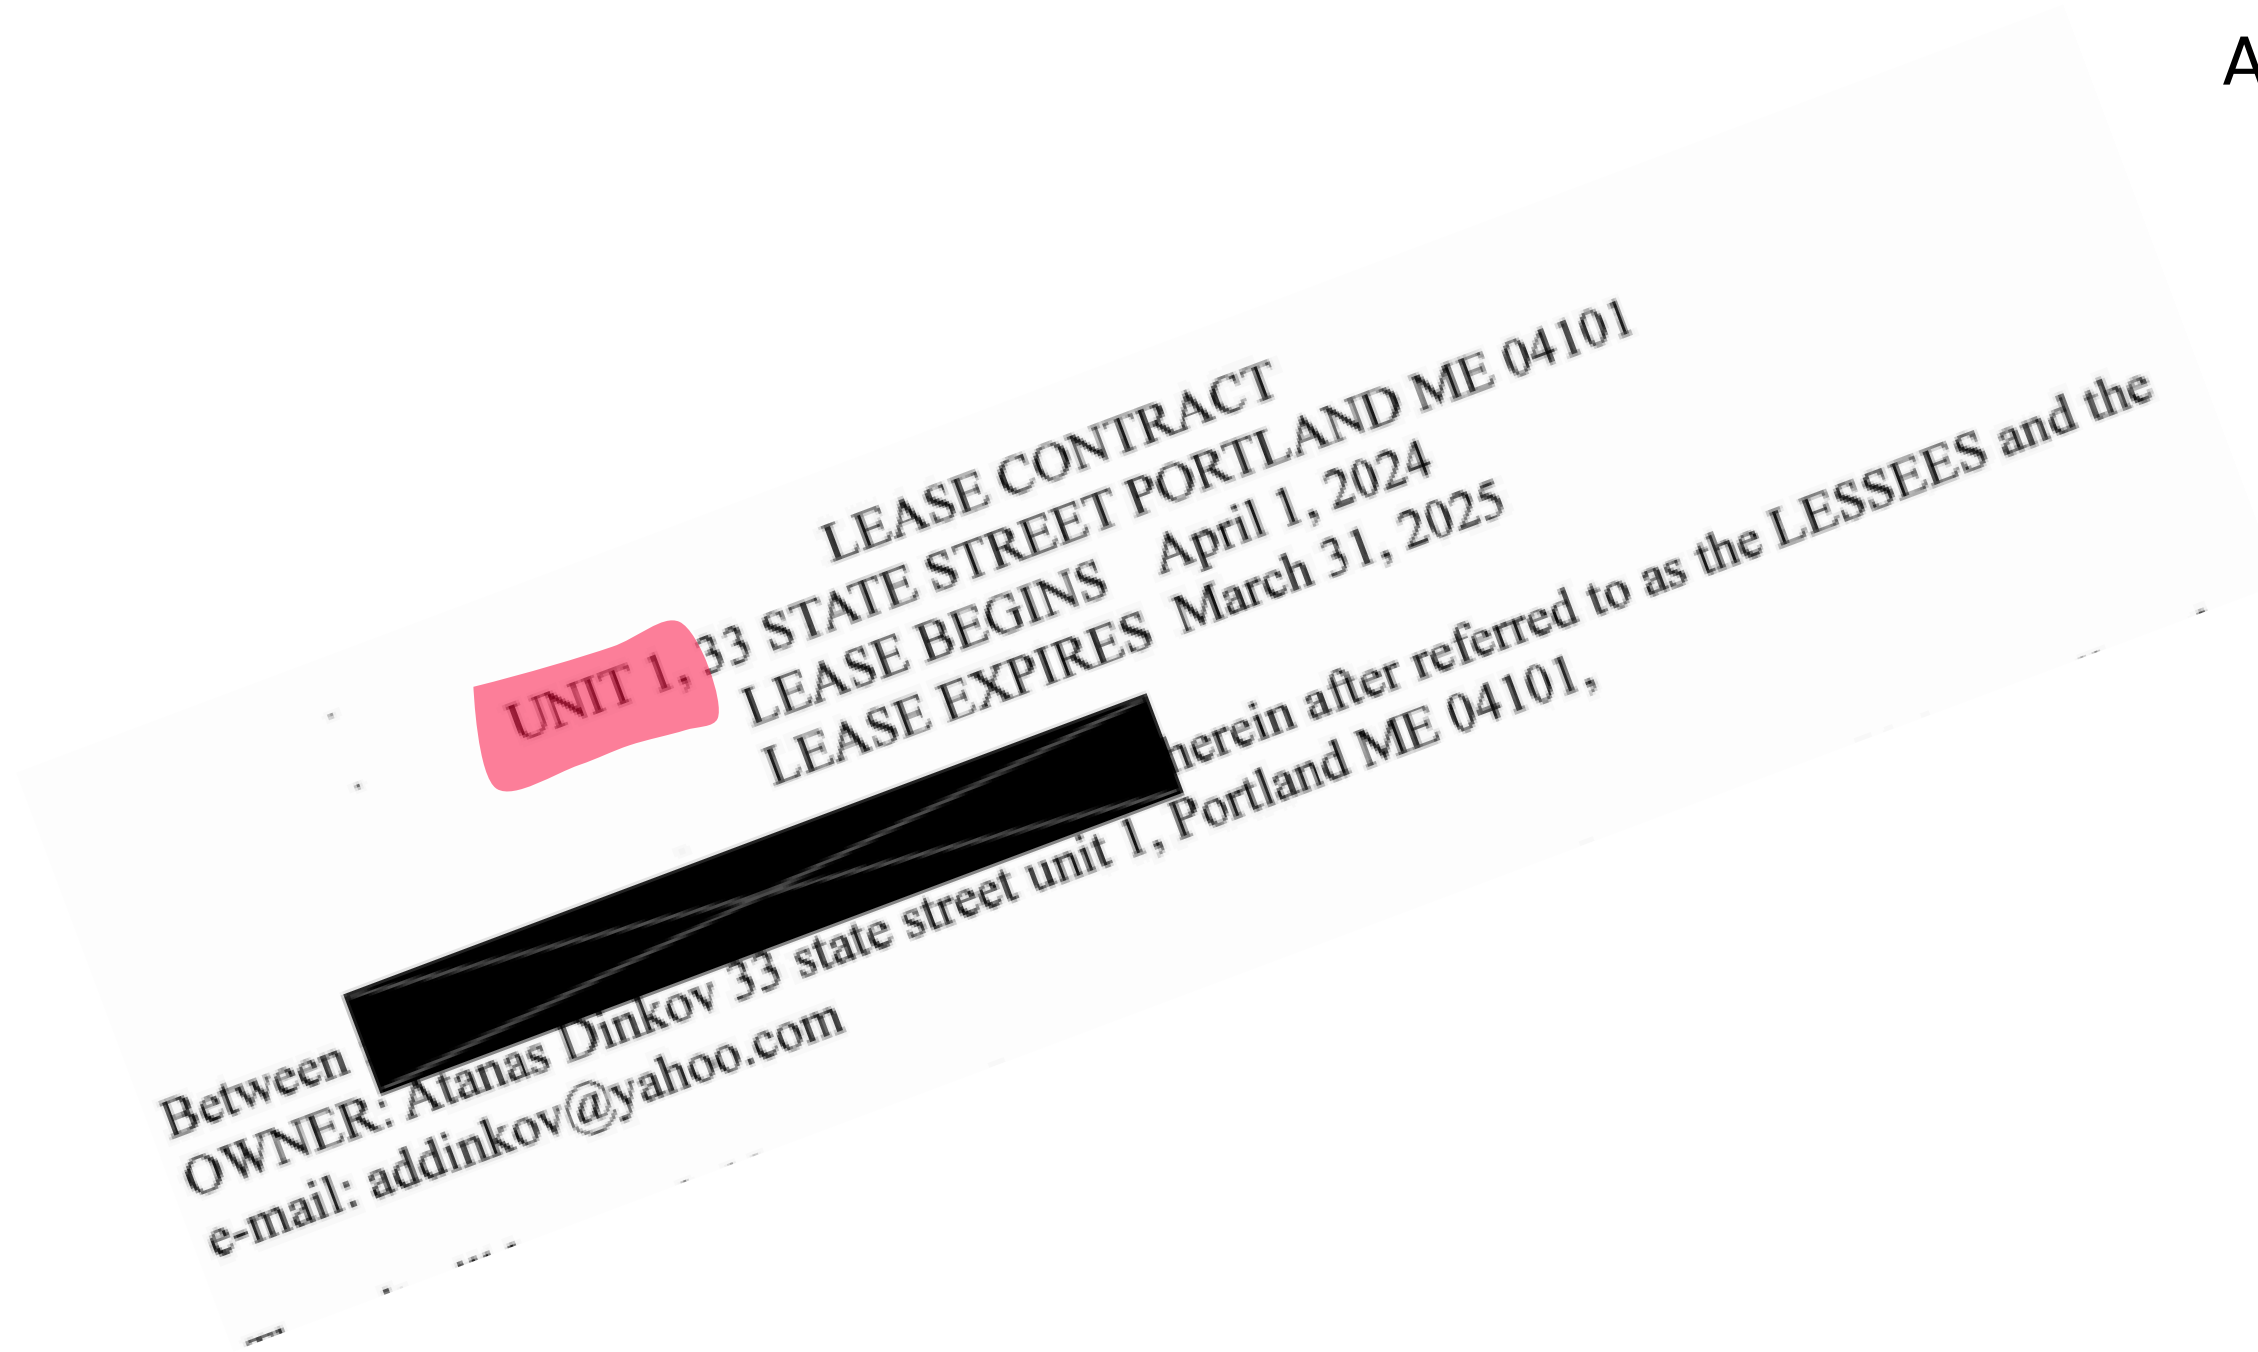 A
LEASE CONTRACT
UNIT 1, 33 STATE STREET PORTLAND ME 04101
LEASE BEGINS April 1, 2024
LEASE EXPIRES March 31, 2025
Between herein after referred to as the LESSEES and the
OWNER: Atanas Dinkov 33 state street unit 1, Portland ME 04101,
e-mail: addinkov@yahoo.com